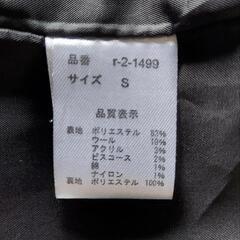 品番 r-2-1499
サイズ S
品質表示
表地 ポリエステル 83%
ウール 10%
アクリル 3%
ビスコース 2%
綿 1%
ナイロン 1%
裏地 ポリエステル 100%